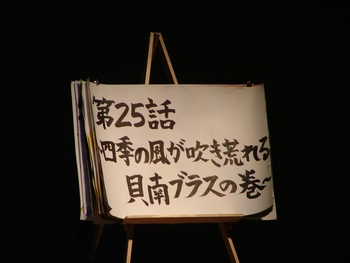 第25話
四季の風が吹き荒れる
貝南ブラスの巻〜